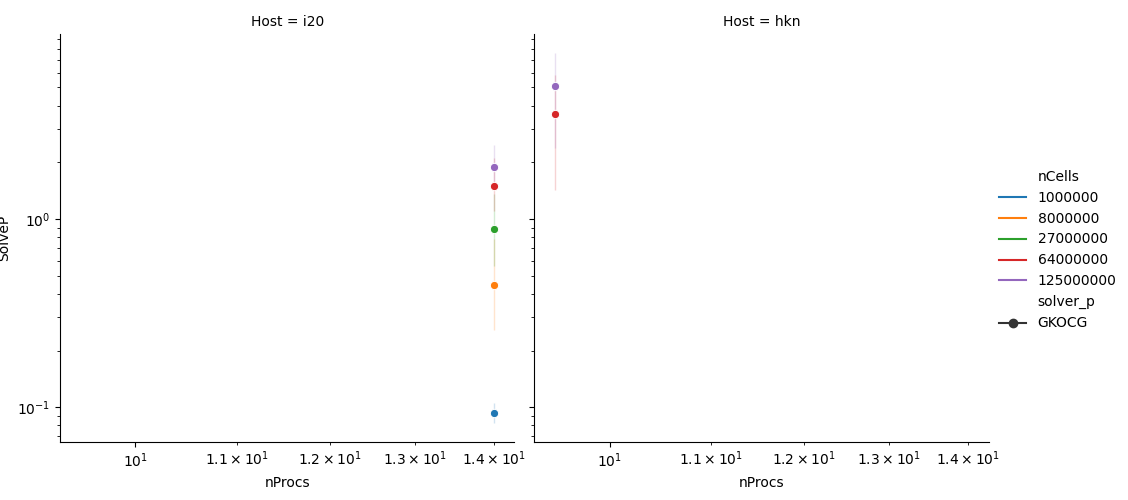 Host = i20
Host = hkn
SolveP
10⁰
10⁻¹
10¹
1.1 × 10¹
1.2 × 10¹
1.3 × 10¹
1.4 × 10¹
nProcs
10¹
1.1 × 10¹
1.2 × 10¹
1.3 × 10¹
1.4 × 10¹
nProcs
nCells
1000000
8000000
27000000
64000000
125000000
solver_p
GKOCG